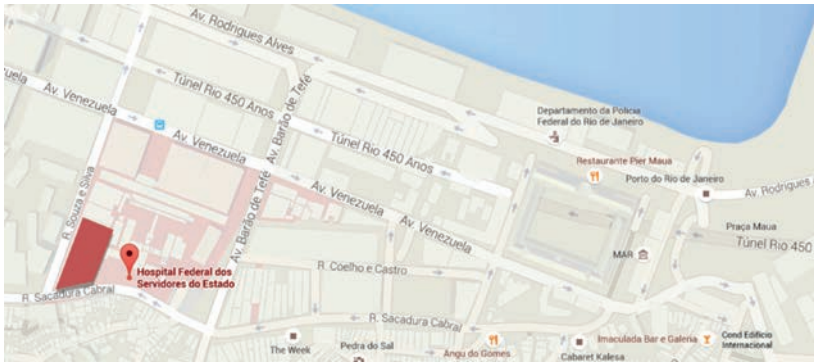 Av. Rodrigues Alves
Túnel Rio 450 Anos
Av. Venezuela
Av. Barão de Tefé
Av. Venezuela
Túnel Rio 450 Anos
Departamento da Polícia
Federal do Rio de Janeiro
Restaurante Pier Maua
Porto do Rio de Janeiro
Av. Rodrigues
R. Souza e Silva
Av. Venezuela
Av. Venezuela
Praça Maua
Túnel Rio 450
MAR
Av. Barão de Tefé
Hospital Federal dos
Servidores do Estado
R. Coelho e Castro
R. Sacadura Cabral
R. Sacadura Cabral
The Week
Pedra do Sal
Angu do Gomes
Imaculada Bar e Galeria
Cabaret Kalesa
Cond Edifício
Internacional